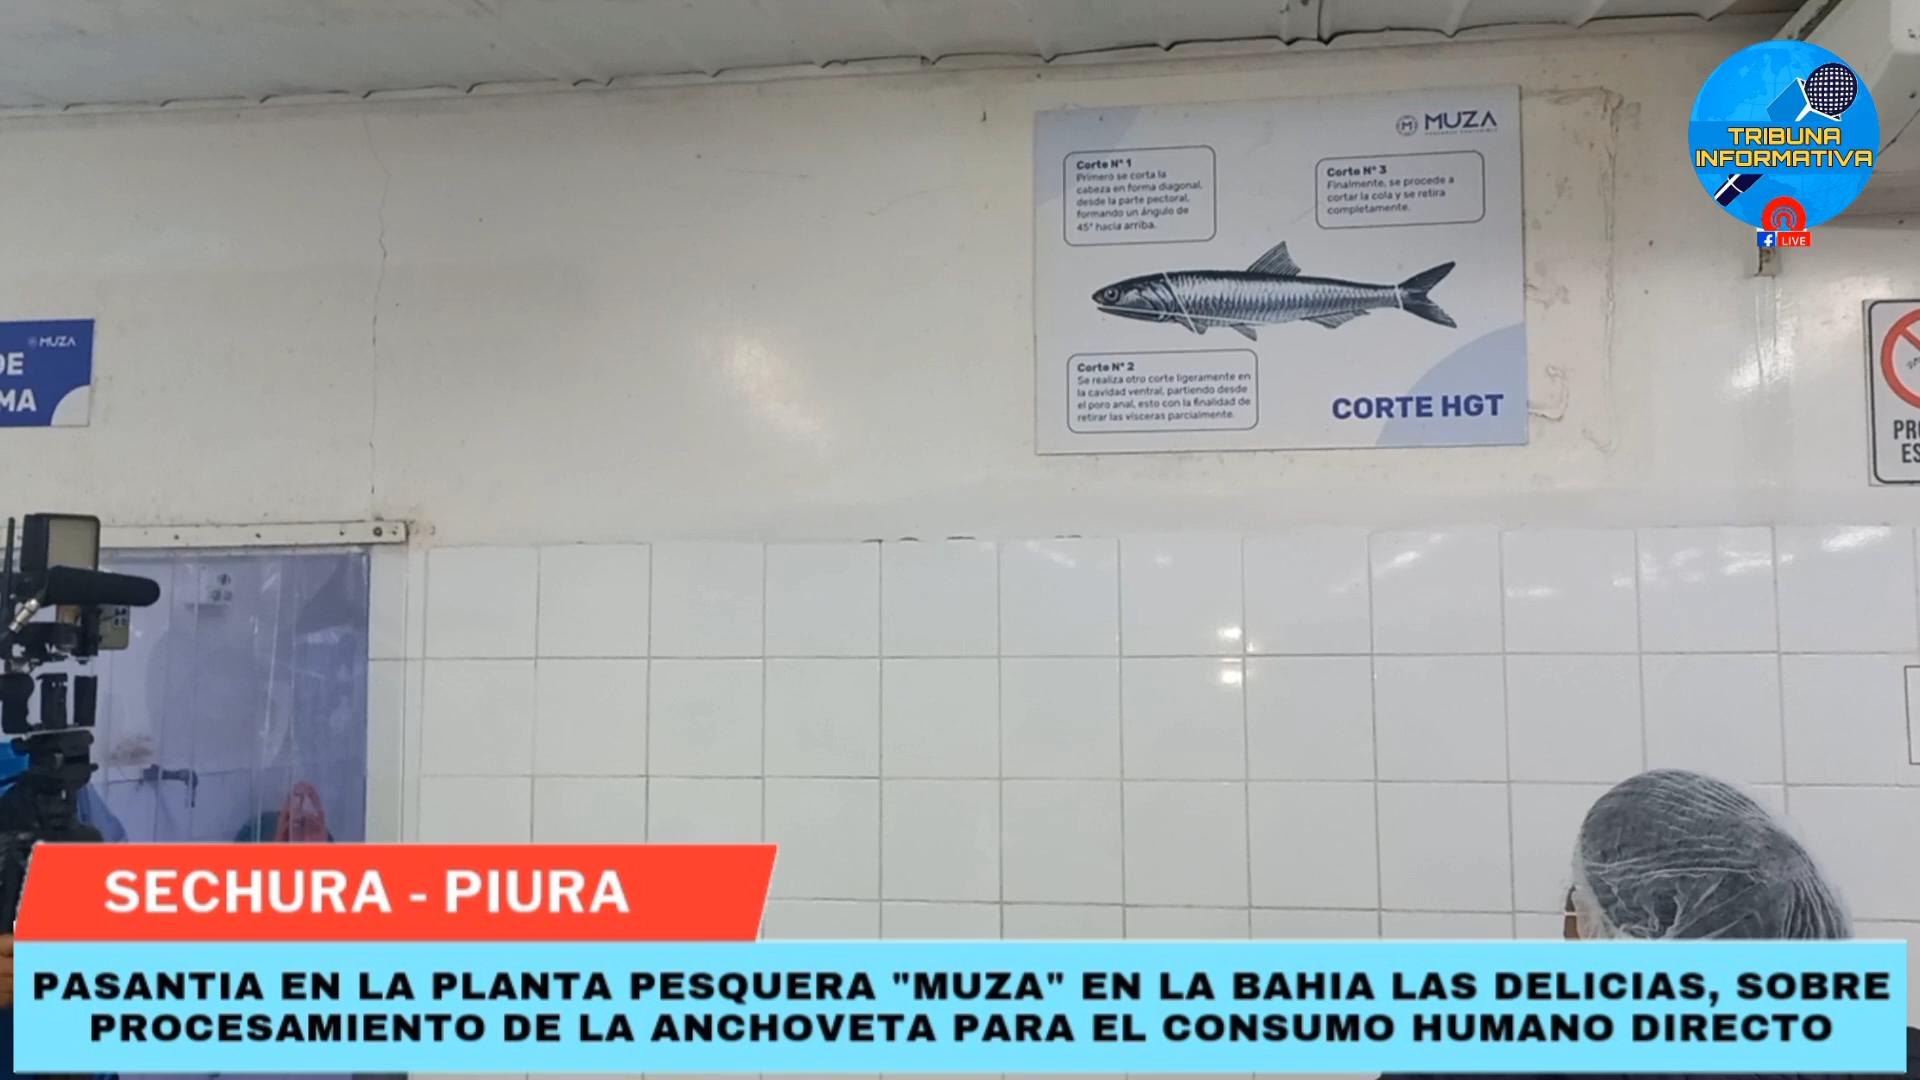 MUZA
Corte N° 1
Primero se corta la
cabeza en forma diagonal,
desde la parte pectoral,
formando un ángulo de
45° hacia arriba.
Corte N° 3
Finalmente, se procede a
cortar la cola y se retira
completamente.
Corte N° 2
Se realiza otro corte ligeramente en
la cavidad ventral, partiendo desde
el poro anal, esto con la finalidad de
retirar las vísceras parcialmente.
CORTE HGT
TRIBUNA
INFORMATIVA
f LIVE
MUZA
DE
MA
PR
ES
SECHURA - PIURA
PASANTIA EN LA PLANTA PESQUERA "MUZA" EN LA BAHIA LAS DELICIAS, SOBRE
PROCESAMIENTO DE LA ANCHOVETA PARA EL CONSUMO HUMANO DIRECTO